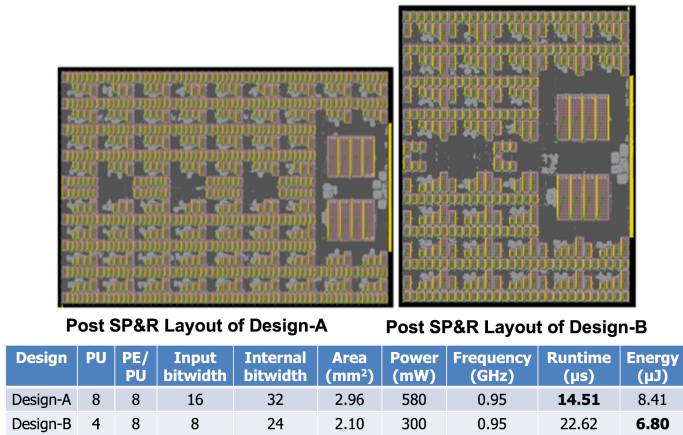 Post SP&R Layout of Design-A
Post SP&R Layout of Design-B
Design PU PE/PU Input bitwidth Internal bitwidth Area (mm²) Power (mW) Frequency (GHz) Runtime (µs) Energy (µJ)
Design-A 8 8 16 32 2.96 580 0.95 14.51 8.41
Design-B 4 8 8 24 2.10 300 0.95 22.62 6.80